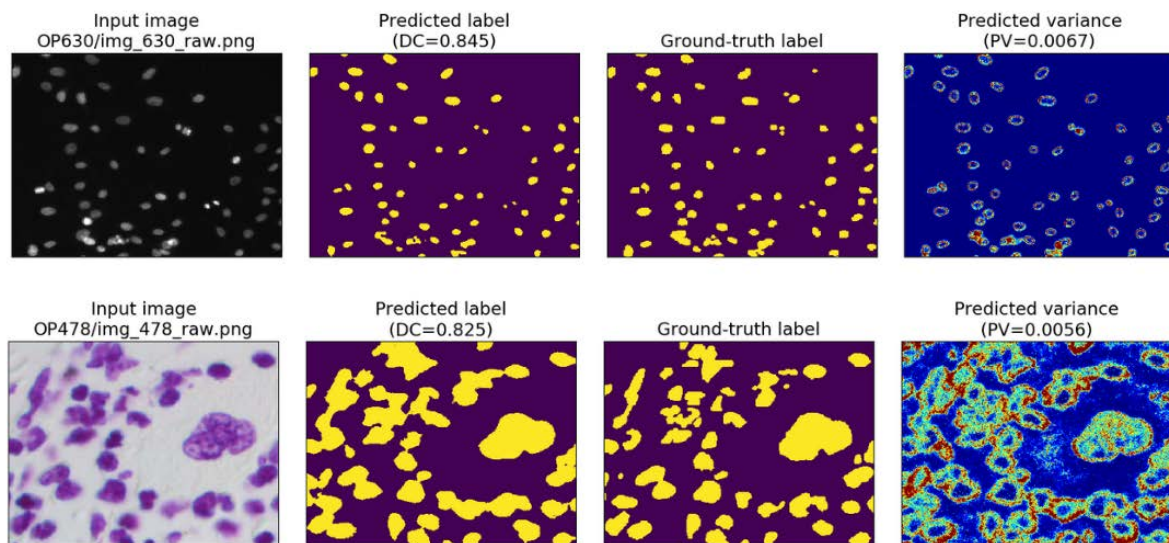 Input image
OP630/img_630_raw.png
Predicted label
(DC=0.845)
Ground-truth label
Predicted variance
(PV=0.0067)
Input image
OP478/img_478_raw.png
Predicted label
(DC=0.825)
Ground-truth label
Predicted variance
(PV=0.0056)